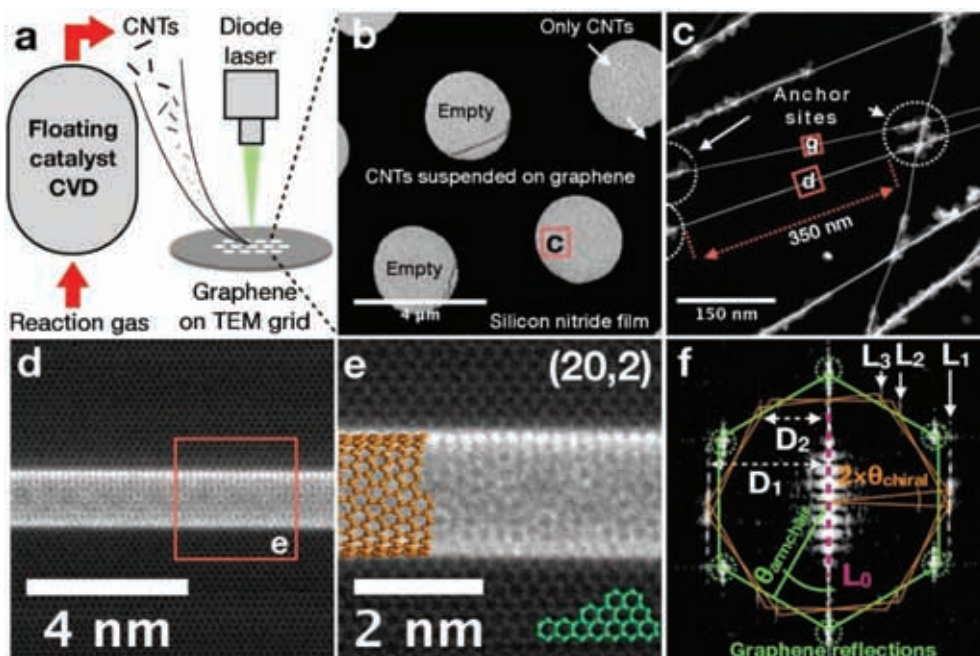 a
CNTs
Diode
laser
Floating
catalyst
CVD
Reaction gas
Graphene
on TEM grid
b
Only CNTs
Empty
CNTs suspended on graphene
c
Empty
4 μm
Silicon nitride film
c
Anchor
sites
g
d
350 nm
150 nm
d
e
4 nm
e
(20,2)
2 nm
f
L3
L2
L1
D2
D1
2×θchiral
θarmchair
L0
Graphene reflections